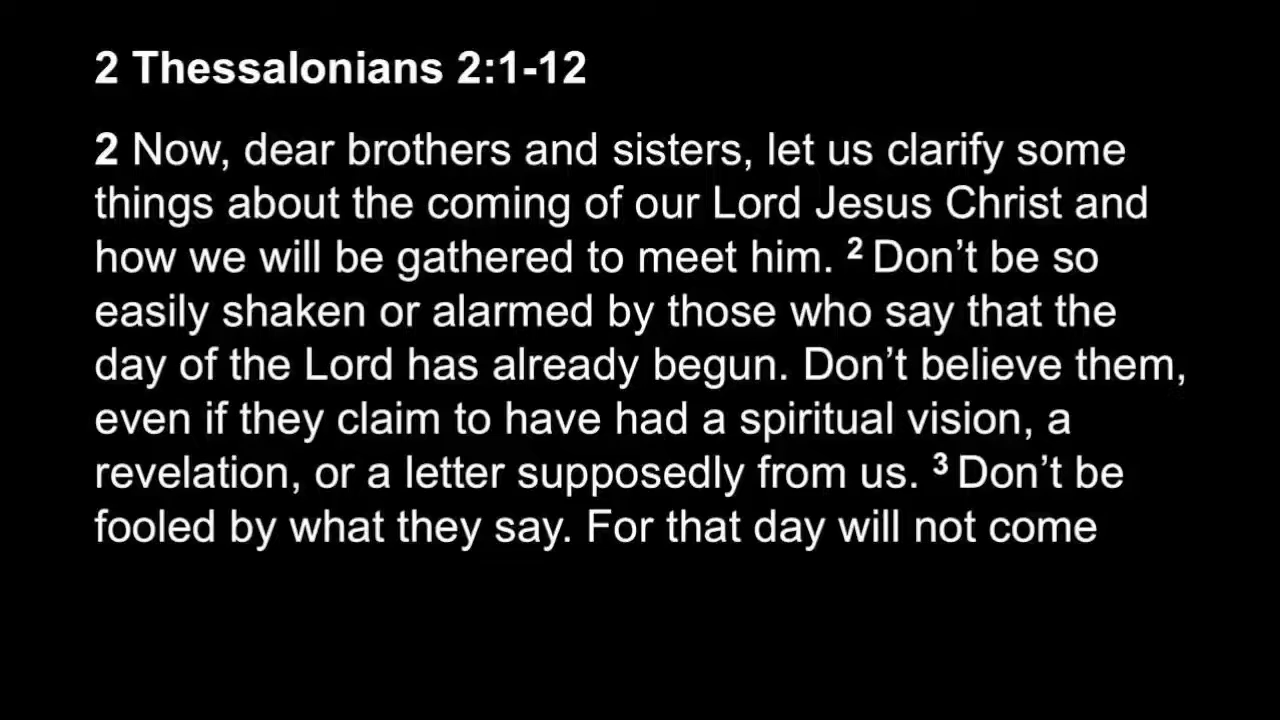 2 Thessalonians 2:1-12
2 Now, dear brothers and sisters, let us clarify some
things about the coming of our Lord Jesus Christ and
how we will be gathered to meet him. ² Don’t be so
easily shaken or alarmed by those who say that the
day of the Lord has already begun. Don’t believe them,
even if they claim to have had a spiritual vision, a
revelation, or a letter supposedly from us. ³ Don’t be
fooled by what they say. For that day will not come